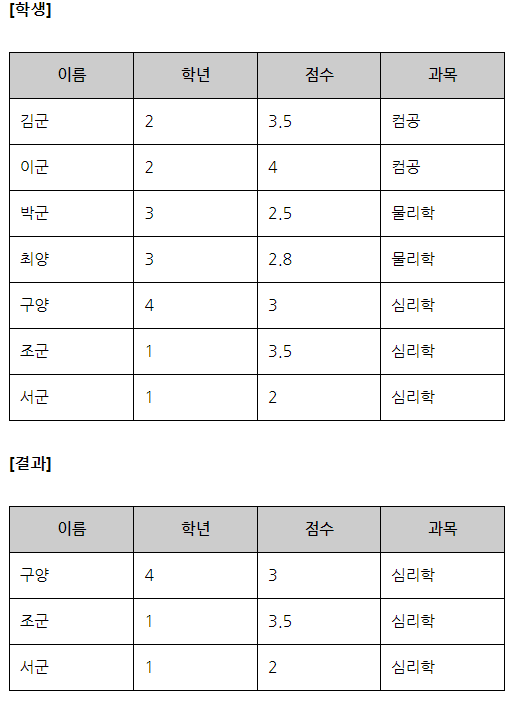 [학생]
이름 학년 점수 과목
김군 2 3.5 컴공
이군 2 4 컴공
박군 3 2.5 물리학
최양 3 2.8 물리학
구양 4 3 심리학
조군 1 3.5 심리학
서군 1 2 심리학
[결과]
이름 학년 점수 과목
구양 4 3 심리학
조군 1 3.5 심리학
서군 1 2 심리학